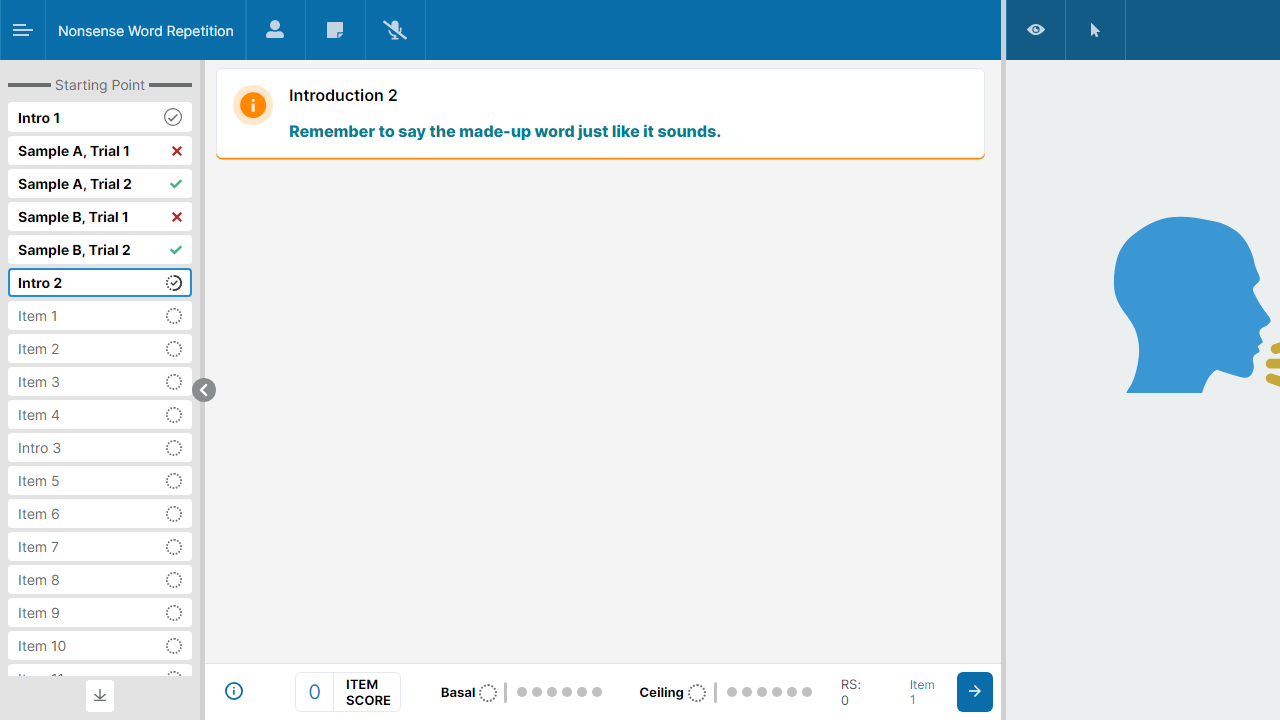 Nonsense Word Repetition
Starting Point
Intro 1
Sample A, Trial 1
Sample A, Trial 2
Sample B, Trial 1
Sample B, Trial 2
Intro 2
Item 1
Item 2
Item 3
Item 4
Intro 3
Item 5
Item 6
Item 7
Item 8
Item 9
Item 10
Introduction 2
Remember to say the made-up word just like it sounds.
0
ITEM
SCORE
Basal
Ceiling
RS:
0
Item
1